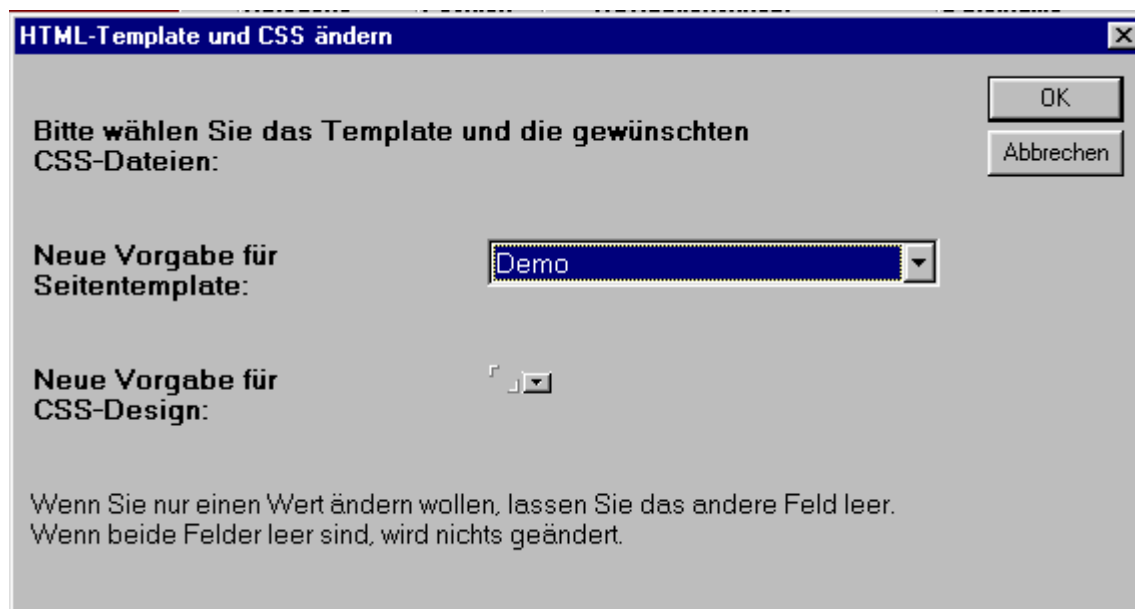 HTML-Template und CSS ändern
OK
Bitte wählen Sie das Template und die gewünschten
CSS-Dateien:
Abbrechen
Neue Vorgabe für
Seitentemplate:
Demo
Neue Vorgabe für
CSS-Design:
Wenn Sie nur einen Wert ändern wollen, lassen Sie das andere Feld leer.
Wenn beide Felder leer sind, wird nichts geändert.